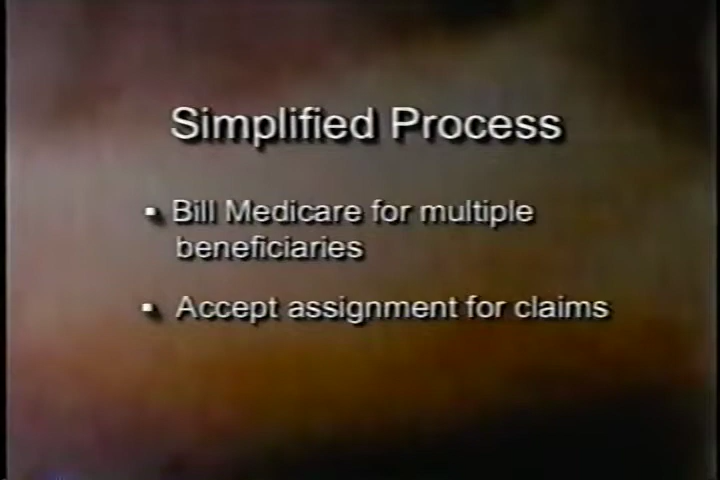 Simplified Process
▪ Bill Medicare for multiple
beneficiaries
▪ Accept assignment for claims